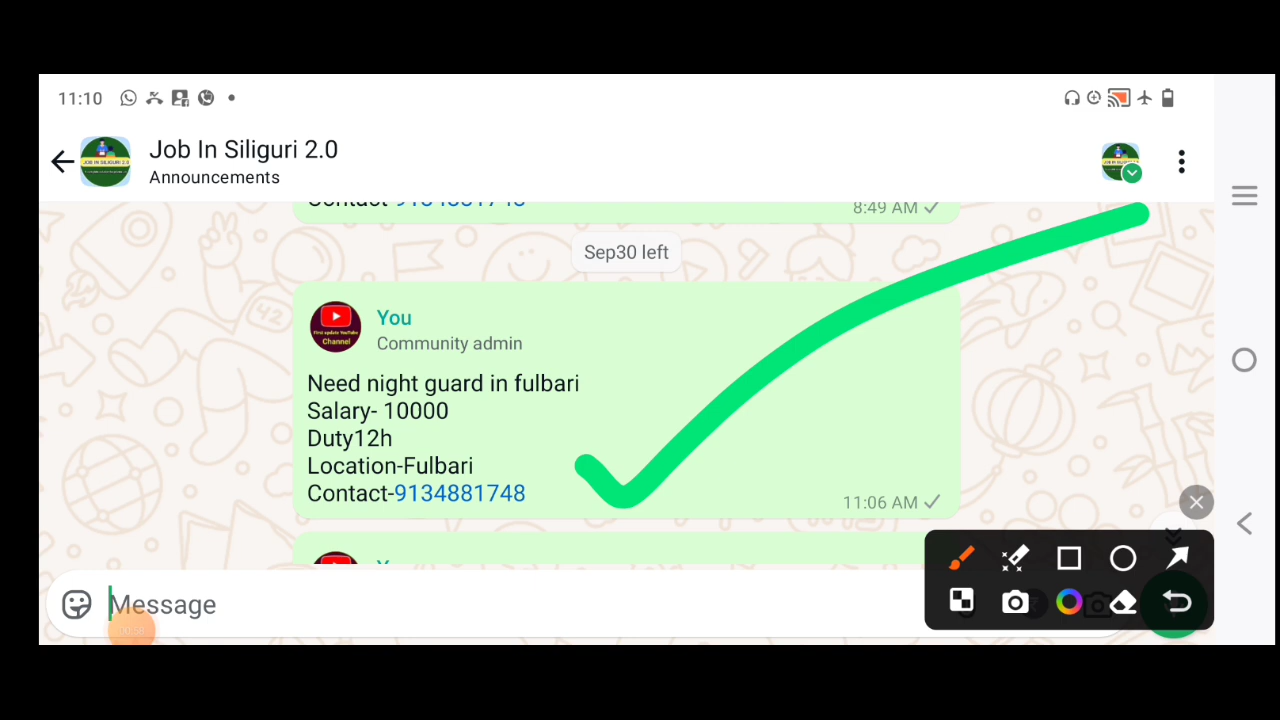 11:10
Job In Siliguri 2.0
Announcements
8:49 AM
Sep30 left
You
Community admin
Need night guard in fulbari
Salary- 10000
Duty12h
Location-Fulbari
Contact-9134881748
11:06 AM
Message